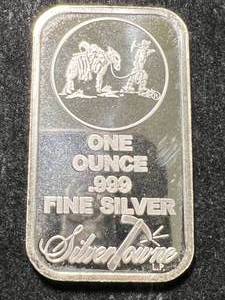 ONE
OUNCE
.999
FINE SILVER
SilverTowne
L.P.